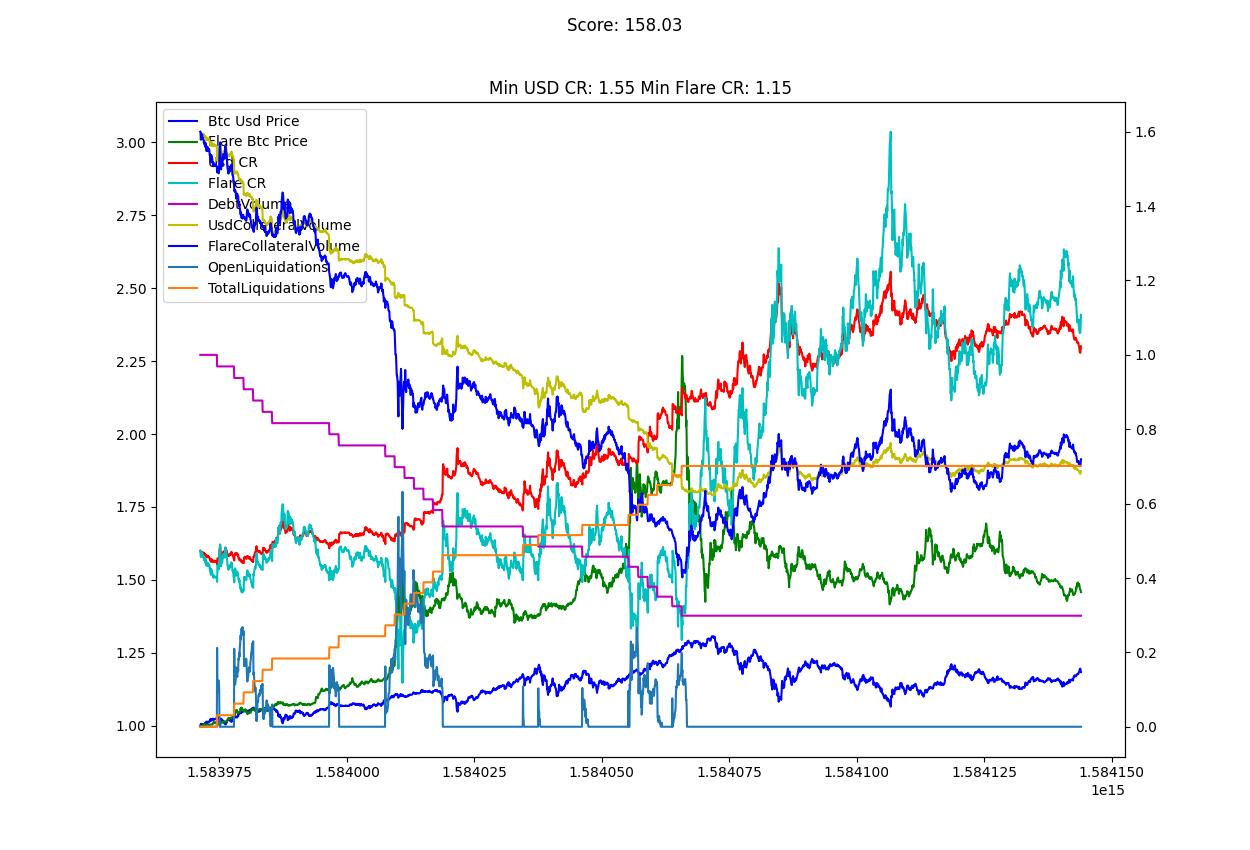 Score: 158.03
Min USD CR: 1.55 Min Flare CR: 1.15
Btc Usd Price
Flare Btc Price
Usd CR
Flare CR
DebtVolume
UsdCollateralVolume
FlareCollateralVolume
OpenLiquidations
TotalLiquidations
3.00
2.75
2.50
2.25
2.00
1.75
1.50
1.25
1.00
1.6
1.4
1.2
1.0
0.8
0.6
0.4
0.2
0.0
1.583975 1.584000 1.584025 1.584050 1.584075 1.584100 1.584125 1.584150
1e15